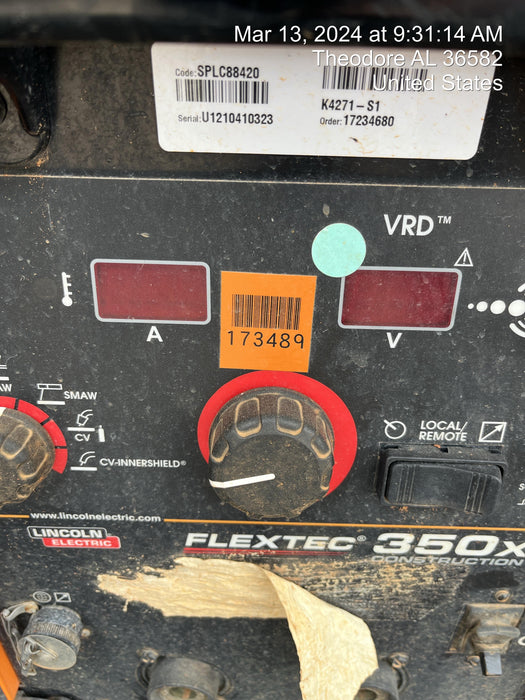 Mar 13, 2024 at 9:31:14 AM
Theodore AL 36582
United States
Code: SPLC88420
K4271-S1
Serial: U1210410323
Order: 17234680
VRD™
A
V
173489
SMAW
CV
CV-INNERSHIELD®
LOCAL/
REMOTE
www.lincolnelectric.com
LINCOLN
ELECTRIC
FLEXTEC® 350X
CONSTRUCTION